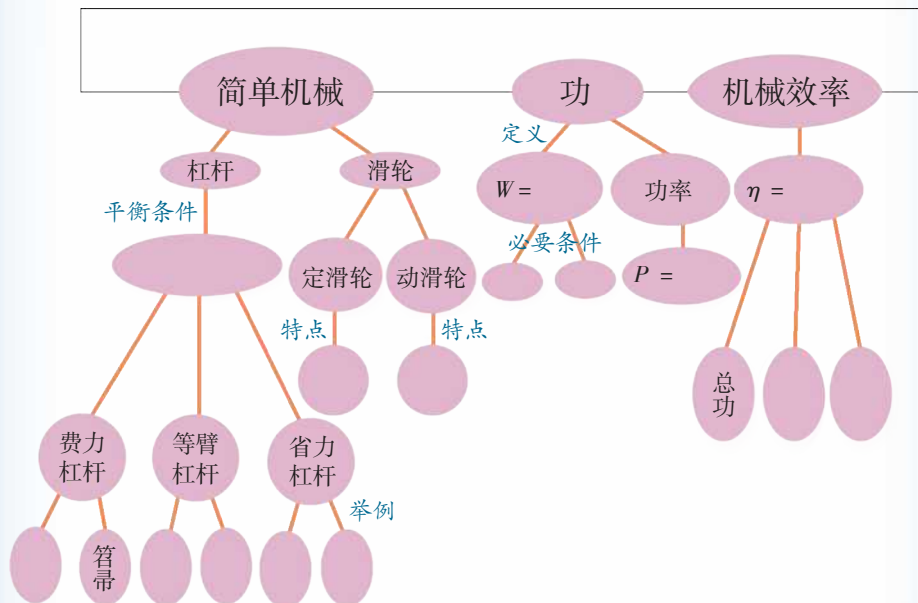 简单机械
功
机械效率
定义
杠杆
滑轮
W =
功率
η =
平衡条件
必要条件
定滑轮
动滑轮
P =
特点
特点
总功
费力杠杆
等臂杠杆
省力杠杆
举例
笤帚